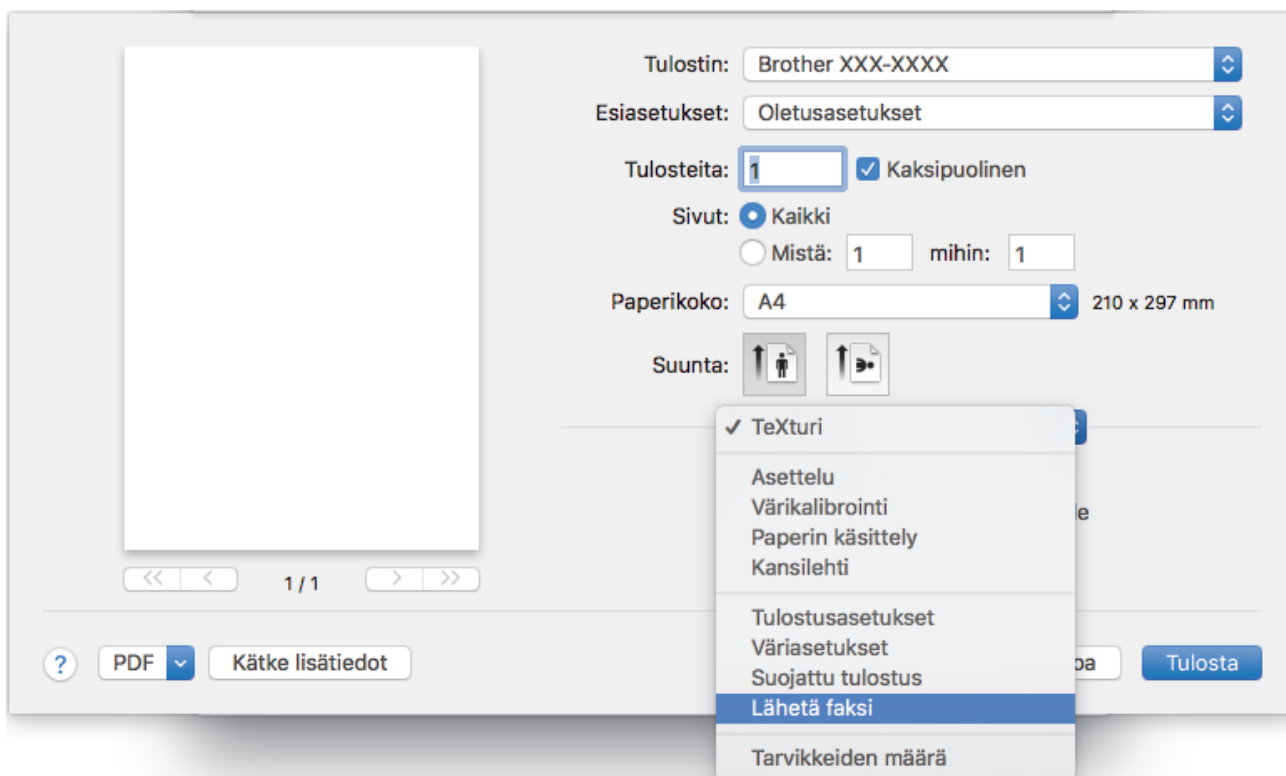 Tulostin: Brother XXX-XXXX
Esiasetukset: Oletusasetukset
Tulosteita: 1 Kaksipuolinen
Sivut: Kaikki
Mistä: 1 mihin: 1
Paperikoko: A4 210 x 297 mm
Suunta:
TeXturi
Asettelu
Värikalibrointi
Paperin käsittely
Kansilehti
Tulostusasetukset
Väriasetukset
Suojattu tulostus
Lähetä faksi
Tarvikkeiden määrä
<< < 1 / 1 > >>
? PDF Kätke lisätiedot Tulosta